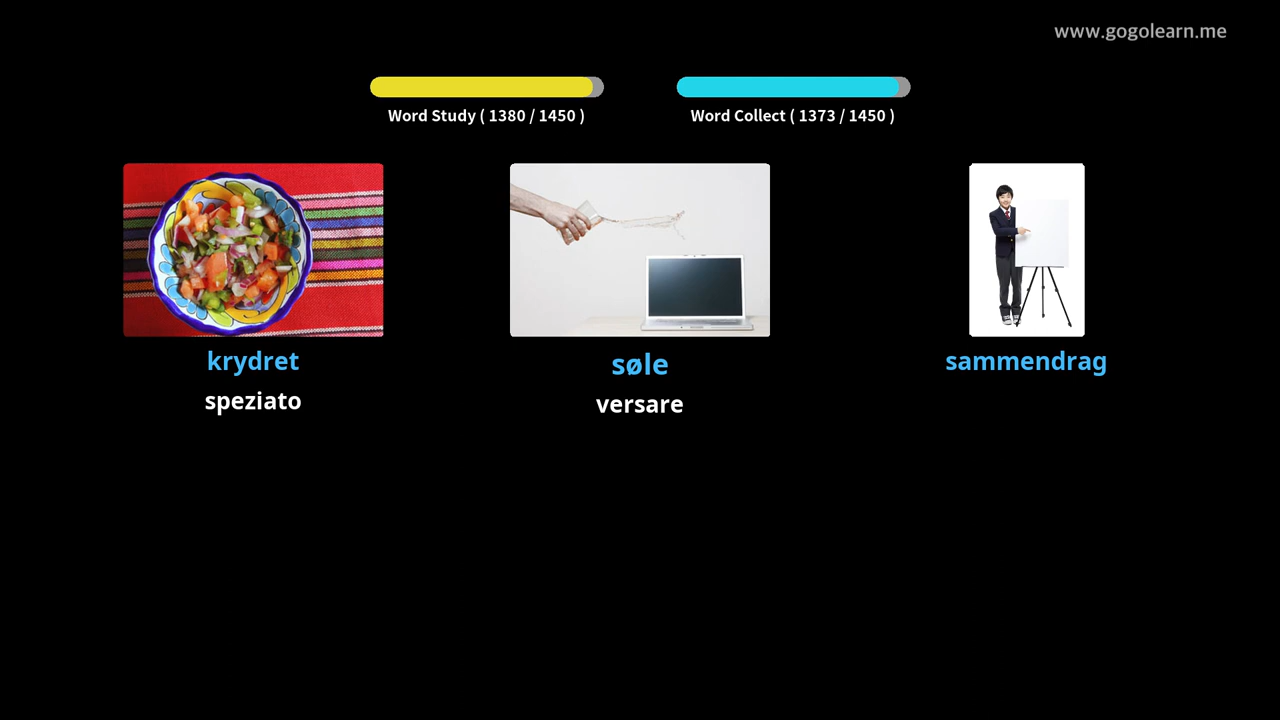 www.gogolearn.me
Word Study ( 1380 / 1450 )
Word Collect ( 1373 / 1450 )
krydret
speziato
søle
versare
sammendrag